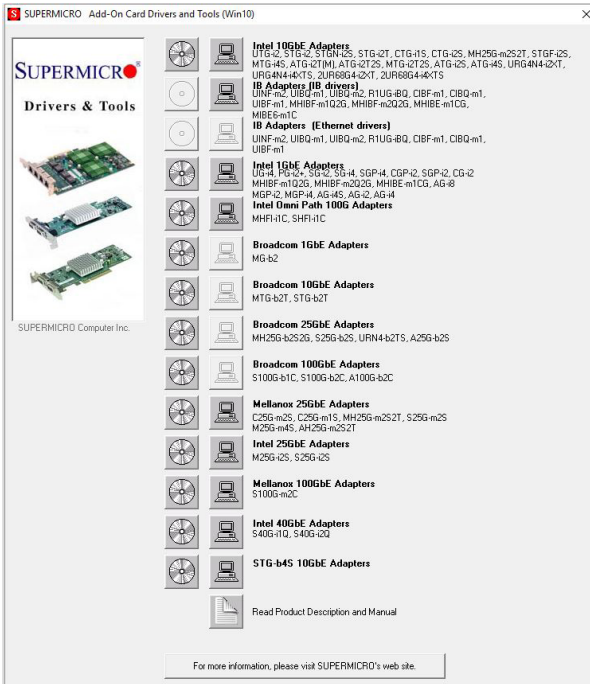 SUPERMICRO Add-On Card Drivers and Tools (Win10)
SUPERMICRO
Drivers & Tools
SUPERMICRO Computer Inc.
Intel 10GbE Adapters
UTG-i2, STG-i2, STGN-i2S, STG-i2T, CTG-i1S, CTG-i2S, MH25G-m2S2T, STGF-i2S,
MTG-i4S, ATG-i2T(M), ATG-i2T2S, MTG-i2T2S, ATG-i2S, ATG-i4S, URG4N4-i2XT,
URG4N4-i4XTS, 2UR68G4-i2XT, 2UR68G4-i4XTS
IB Adapters (IB drivers)
UINF-m2, UIBQ-m1, UIBQ-m2, R1UG-iBQ, CIBF-m1, CIBQ-m1,
UIBF-m1, MHIBF-m1Q2G, MHIBF-m2Q2G, MHIBE-m1CG,
MIBE6-m1C
IB Adapters (Ethernet drivers)
UINF-m2, UIBQ-m1, UIBQ-m2, R1UG-iBQ, CIBF-m1, CIBQ-m1,
UIBF-m1
Intel 1GbE Adapters
UG-i4, PG-i2+, SG-i2, SG-i4, SGP-i4, CGP-i2, SGP-i2, CG-i2
MHIBF-m1Q2G, MHIBF-m2Q2G, MHIBE-m1CG, AG-i8
MGP-i2, MGP-i4, AG-i4S, AG-i2, AG-i4
Intel Omni Path 100G Adapters
MHFI-i1C, SHFI-i1C
Broadcom 1GbE Adapters
MG-b2
Broadcom 10GbE Adapters
MTG-b2T, STG-b2T
Broadcom 25GbE Adapters
MH25G-b2S2G, S25G-b2S, URN4-b2TS, A25G-b2S
Broadcom 100GbE Adapters
S100G-b1C, S100G-b2C, A100G-b2C
Mellanox 25GbE Adapters
C25G-m2S, C25G-m1S, MH25G-m2S2T, S25G-m2S
M25G-m4S, AH25G-m2S2T
Intel 25GbE Adapters
M25G-i2S, S25G-i2S
Mellanox 100GbE Adapters
S100G-m2C
Intel 40GbE Adapters
S40G-i1Q, S40G-i2Q
STG-b4S 10GbE Adapters
Read Product Description and Manual
For more information, please visit SUPERMICRO's web site.